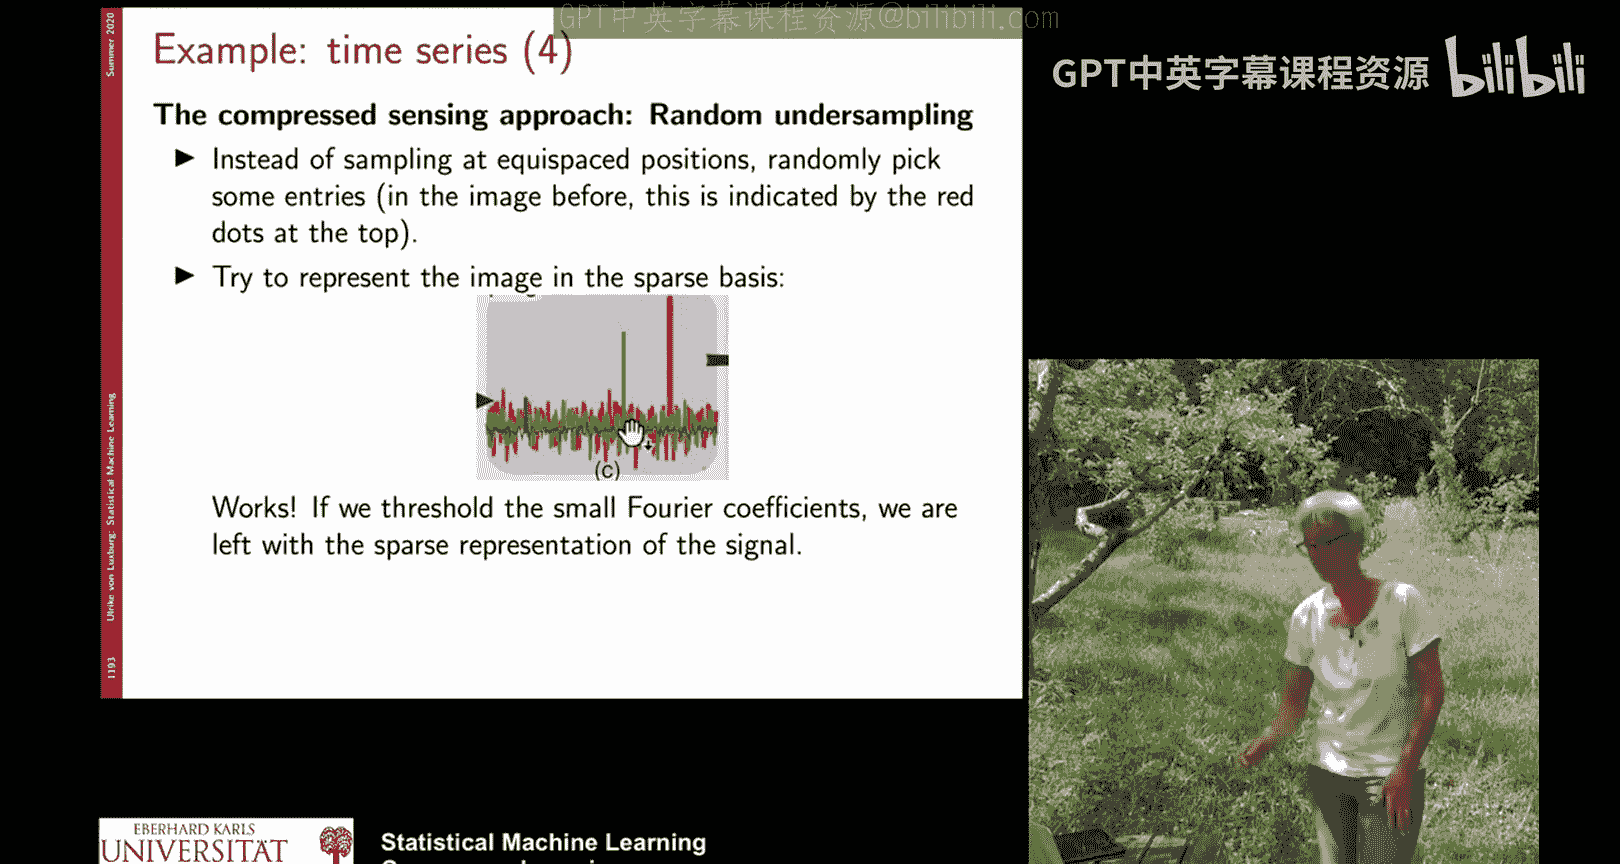 GPT中英字幕课程资源@bilibili.com
GPT中英字幕课程资源 bilibili
Summer 2020
Example: time series (4)
The compressed sensing approach: Random undersampling
Instead of sampling at equispaced positions, randomly pick
some entries (in the image before, this is indicated by the red
dots at the top).
Try to represent the image in the sparse basis:
(c)
Works! If we threshold the small Fourier coefficients, we are
left with the sparse representation of the signal.
Ulrike von Luxburg: Statistical Machine Learning
1193
EBERHARD KARLS
UNIVERSITÄT
Statistical Machine Learning